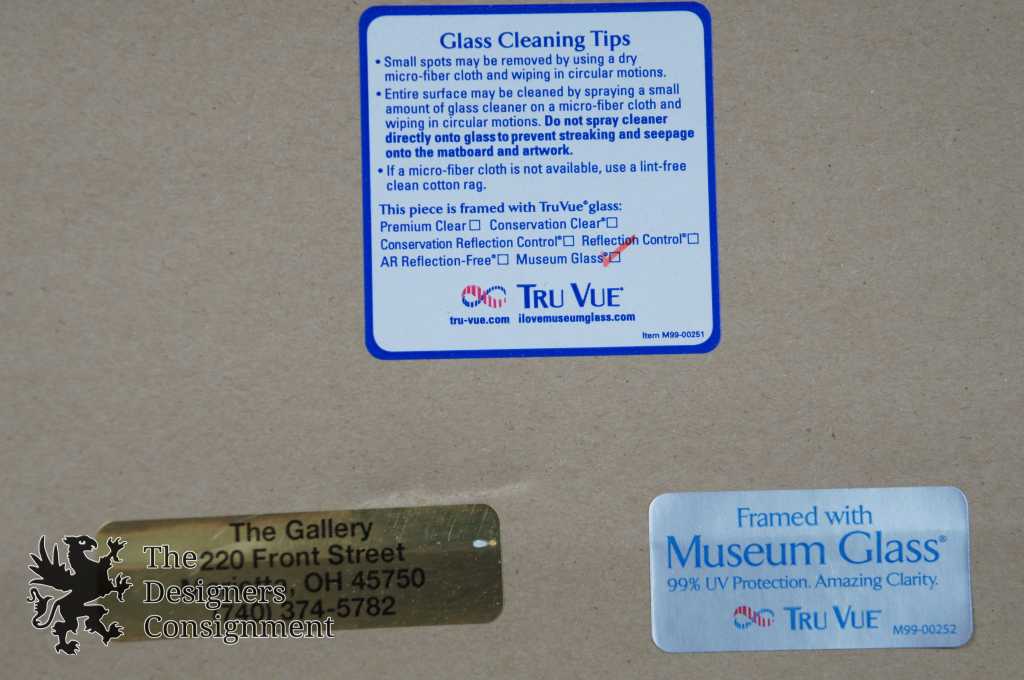 Glass Cleaning Tips
• Small spots may be removed by using a dry
micro-fiber cloth and wiping in circular motions.
• Entire surface may be cleaned by spraying a small
amount of glass cleaner on a micro-fiber cloth and
wiping in circular motions. Do not spray cleaner
directly onto glass to prevent streaking and seepage
onto the matboard and artwork.
• If a micro-fiber cloth is not available, use a lint-free
clean cotton rag.
This piece is framed with Tru Vue® glass:
Premium Clear ☐ Conservation Clear® ☐
Conservation Reflection Control® ☐ Reflection Control® ☐
AR Reflection-Free® ☐ Museum Glass® ☐
TRU VUE®
tru-vue.com ilovemuseumglass.com
Item M99-00251
The Gallery
220 Front Street
Marietta, OH 45750
(740) 374-5782
The
Designers
Consignment
Framed with
Museum Glass®
99% UV Protection. Amazing Clarity.
TRU VUE
M99-00252